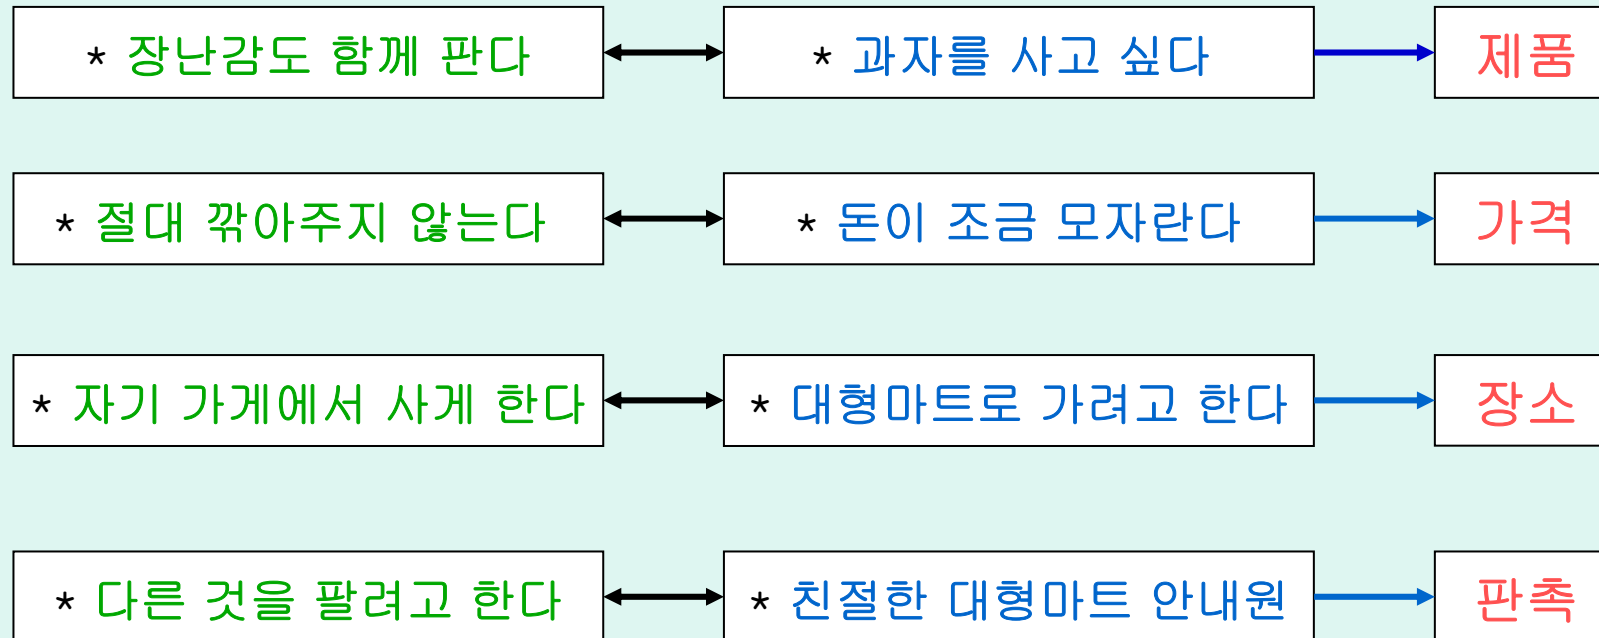 * 장난감도 함께 판다
* 과자를 사고 싶다
제품
* 절대 깎아주지 않는다
* 돈이 조금 모자란다
가격
* 자기 가게에서 사게 한다
* 대형마트로 가려고 한다
장소
* 다른 것을 팔려고 한다
* 친절한 대형마트 안내원
판촉